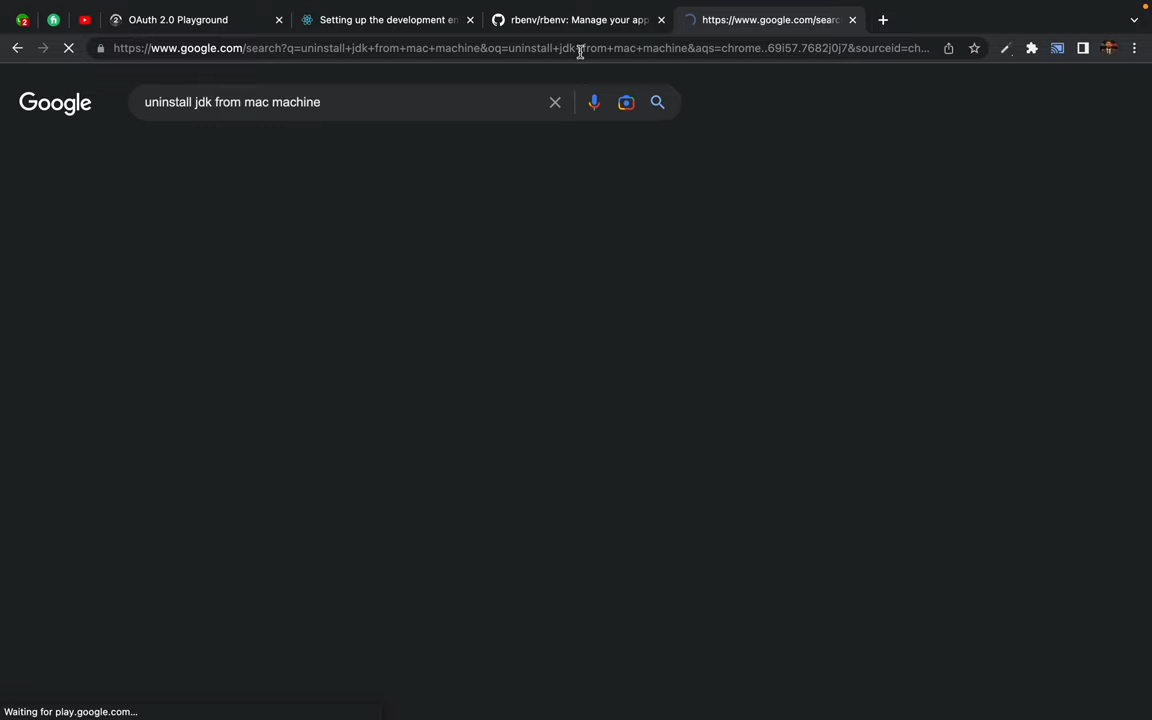 2
OAuth 2.0 Playground
Setting up the development en
rbenv/rbenv: Manage your app
https://www.google.com/searc
https://www.google.com/search?q=uninstall+jdk+from+mac+machine&oq=uninstall+jdk+from+mac+machine&aqs=chrome..69i57.7682j0j7&sourceid=ch...
Google
uninstall jdk from mac machine
Waiting for play.google.com...